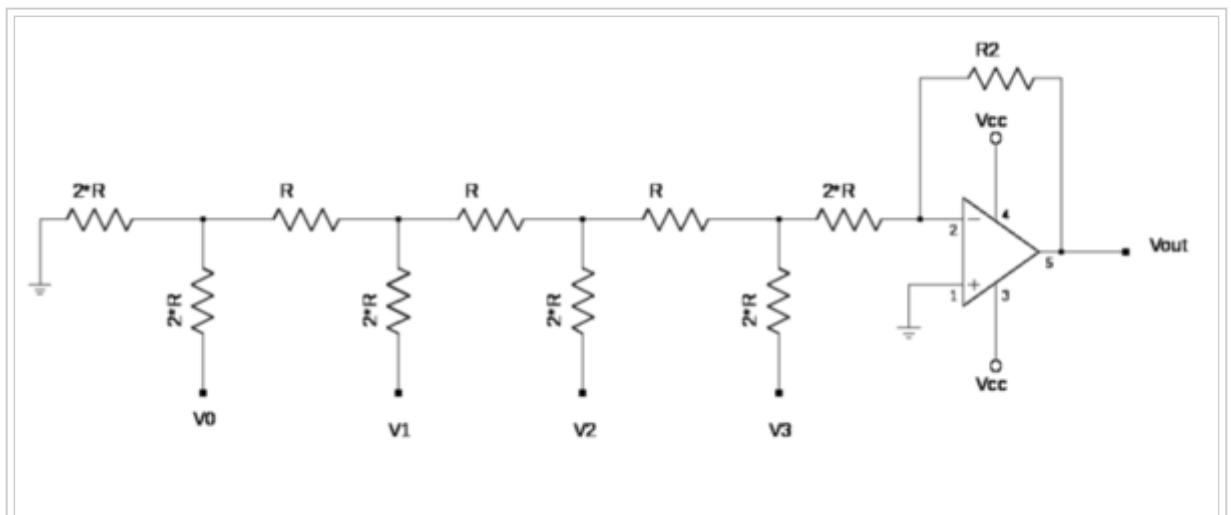 R2
Vcc
2*R R R R 2*R
4
2 −
Vout
5
1 +
3
2*R 2*R 2*R 2*R
Vcc
V0 V1 V2 V3